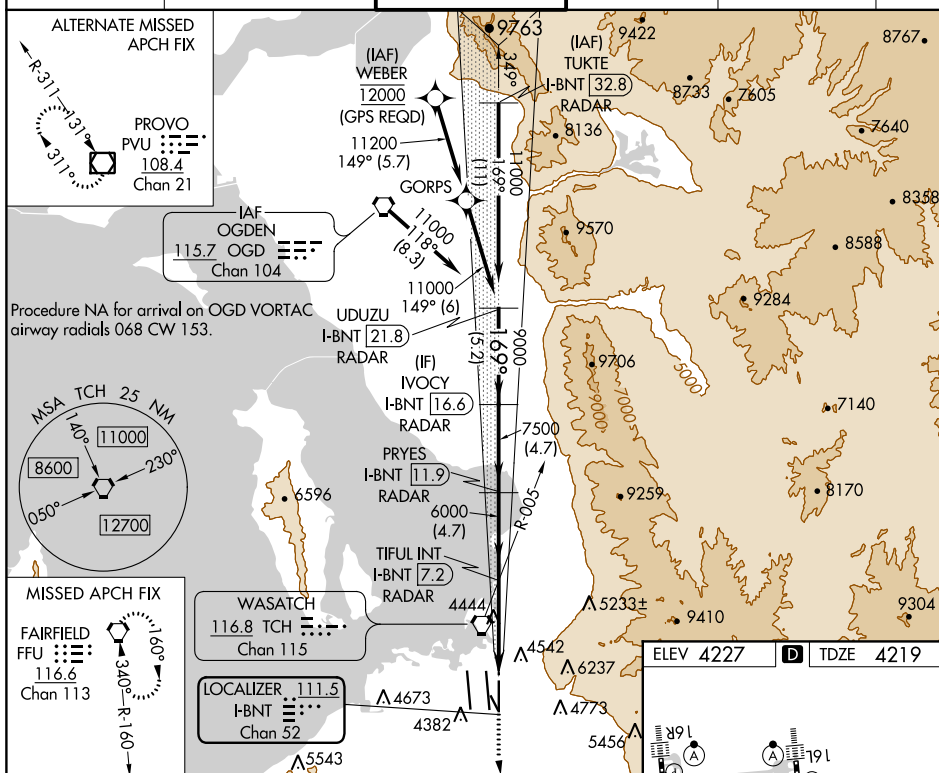 ALTERNATE MISSED
APCH FIX
R-311
131°
311°
PROVO
PVU
108.4
Chan 21
(IAF)
WEBER
12000
(GPS REQD)
11200
149° (5.7)
GORPS
9763
349°
(IAF)
TUKTE
I-BNT 32.8
RADAR
9422
8767
8733
7605
8136
7640
11000
169°
(11)
8358
IAF
OGDEN
115.7 OGD
Chan 104
11000
118°
(8.3)
9570
8588
11000
149° (6)
9284
Procedure NA for arrival on OGD VORTAC
airway radials 068 CW 153.
UDUZU
I-BNT 21.8
RADAR
9000
169°
(5.2)
9706
5000
7000
9000
(IF)
IVOCY
I-BNT 16.6
RADAR
7140
MSA TCH 25 NM
140°
11000
8600
230°
050°
12700
7500
(4.7)
PRYES
I-BNT 11.9
RADAR
R-005
6596
9259
8170
6000
(4.7)
TIFUL INT
I-BNT 7.2
RADAR
MISSED APCH FIX
FAIRFIELD
FFU
116.6
Chan 113
160°
340°
R-160
WASATCH
116.8 TCH
Chan 115
4444
5233±
9410
9304
4542
6237
LOCALIZER 111.5
I-BNT
Chan 52
4673
4382
4773
5456
5543
ELEV 4227 D TDZE 4219
16R
A
A
16L